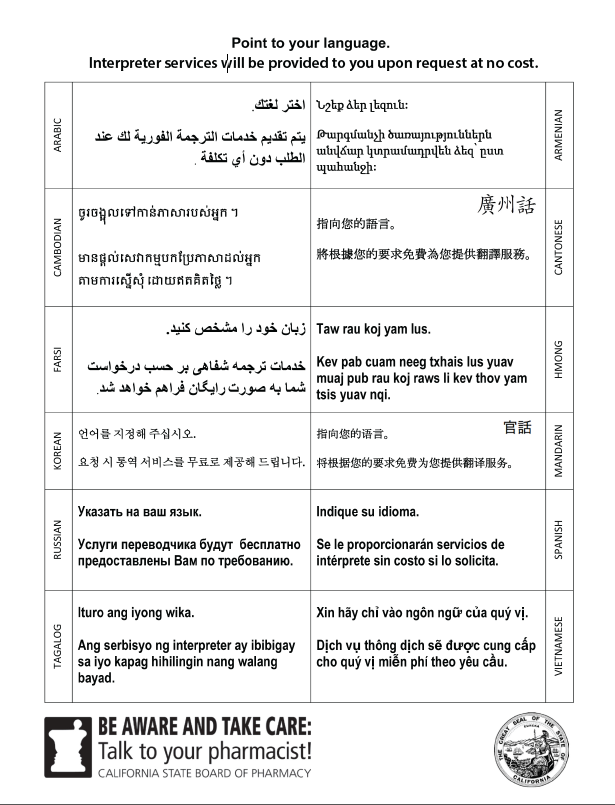 Point to your language.
Interpreter services will be provided to you upon request at no cost.
ARABIC
اختر لغتك.
يتم تقديم خدمات الترجمة الفورية لك عند
الطلب دون أي تكلفة .
Նշեք ձեր լեզուն:
Թարգմանչի ծառայություններն
անվճար կտրամադրվեն ձեզ՝ ըստ
պահանջի:
ARMENIAN
CAMBODIAN
ចូរចង្អុលទៅកាន់ភាសារបស់អ្នក ។
មានផ្តល់សេវាកម្មបកប្រែភាសាដល់អ្នក
តាមការស្នើសុំ ដោយឥតគិតថ្លៃ ។
廣州話
指向您的語言。
將根據您的要求免費為您提供翻譯服務。
CANTONESE
FARSI
زبان خود را مشخص کنید.
خدمات ترجمه شفاهی بر حسب درخواست
شما به صورت رایگان فراهم خواهد شد.
Taw rau koj yam lus.
Kev pab cuam neeg txhais lus yuav
muaj pub rau koj raws li kev thov yam
tsis yuav nqi.
HMONG
KOREAN
언어를 지정해 주십시오.
요청 시 통역 서비스를 무료로 제공해 드립니다.
官話
指向您的语言。
将根据您的要求免费为您提供翻译服务。
MANDARIN
RUSSIAN
Указать на ваш язык.
Услуги переводчика будут бесплатно
предоставлены Вам по требованию.
Indique su idioma.
Se le proporcionarán servicios de
intérprete sin costo si lo solicita.
SPANISH
TAGALOG
Ituro ang iyong wika.
Ang serbisyo ng interpreter ay ibibigay
sa iyo kapag hihilingin nang walang
bayad.
Xin hãy chỉ vào ngôn ngữ của quý vị.
Dịch vụ thông dịch sẽ được cung cấp
cho quý vị miễn phí theo yêu cầu.
VIETNAMESE
BE AWARE AND TAKE CARE:
Talk to your pharmacist!
CALIFORNIA STATE BOARD OF PHARMACY
THE GREAT SEAL OF THE STATE OF CALIFORNIA